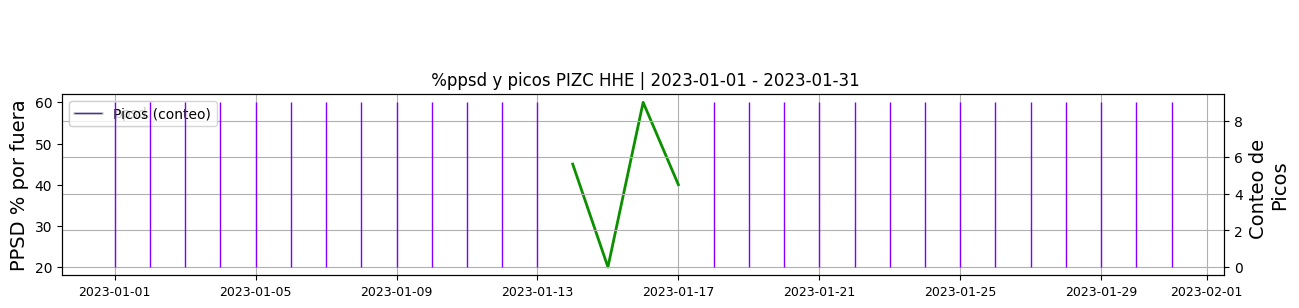 %ppsd y picos PIZC HHE | 2023-01-01 - 2023-01-31
PPSD % por fuera
60
50
40
30
20
Picos (conteo)
8
6
4
2
0
Conteo de
Picos
2023-01-01 2023-01-05 2023-01-09 2023-01-13 2023-01-17 2023-01-21 2023-01-25 2023-01-29 2023-02-01